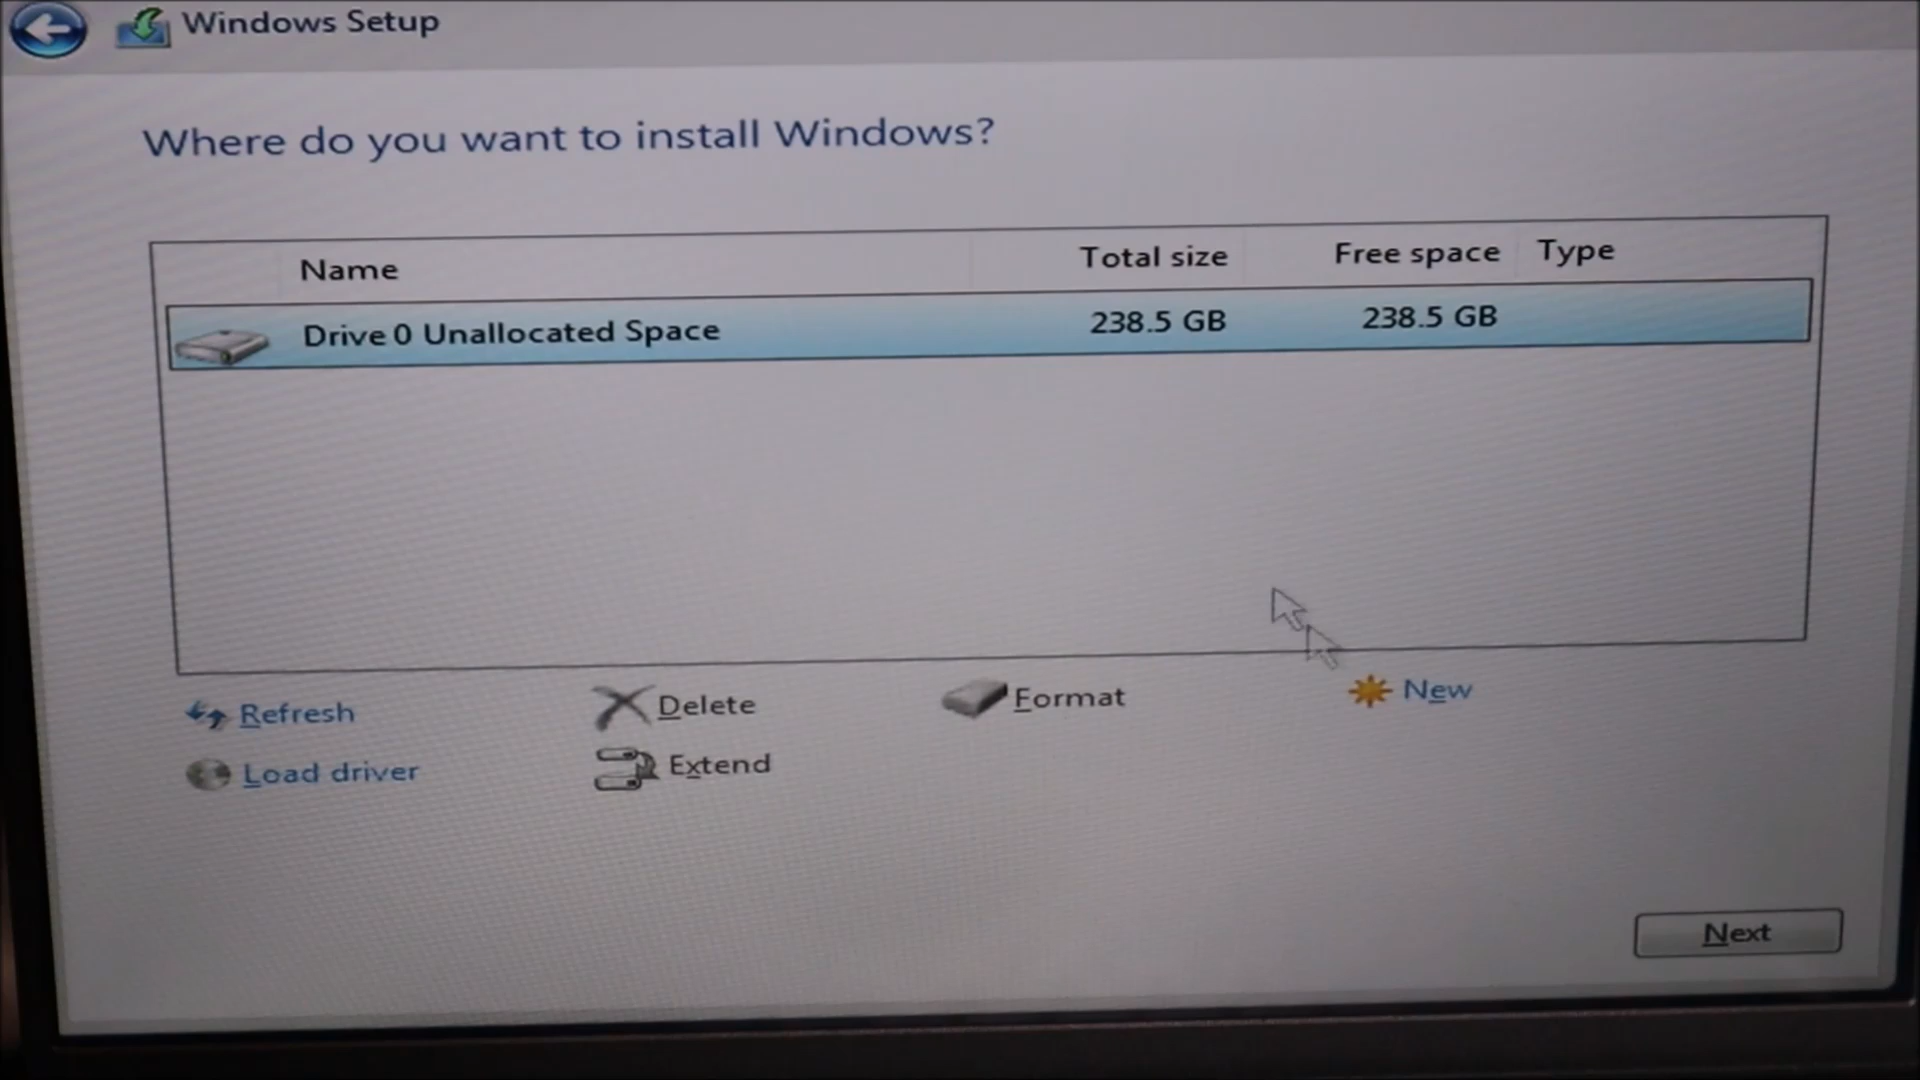 Windows Setup
Where do you want to install Windows?
Name Total size Free space Type
Drive 0 Unallocated Space 238.5 GB 238.5 GB
Refresh Delete Format New
Load driver Extend
Next